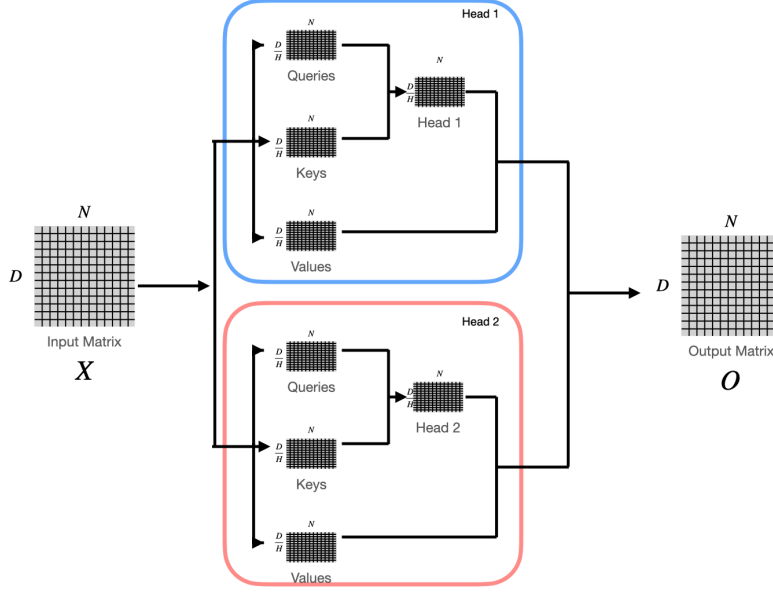 Head 1
N
D/H
Queries
N
D/H
Head 1
N
D/H
Keys
N
D/H
Values
N
D
Input Matrix
X
Head 2
N
D/H
Queries
N
D/H
Head 2
N
D/H
Keys
N
D/H
Values
N
D
Output Matrix
O